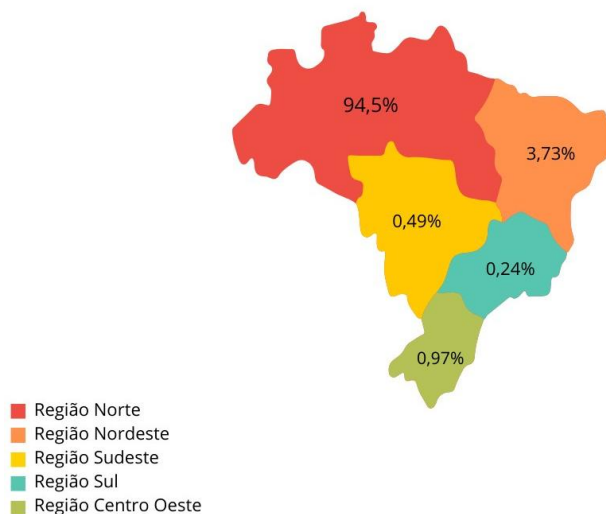 94,5%
3,73%
0,49%
0,24%
0,97%
Região Norte
Região Nordeste
Região Sudeste
Região Sul
Região Centro Oeste